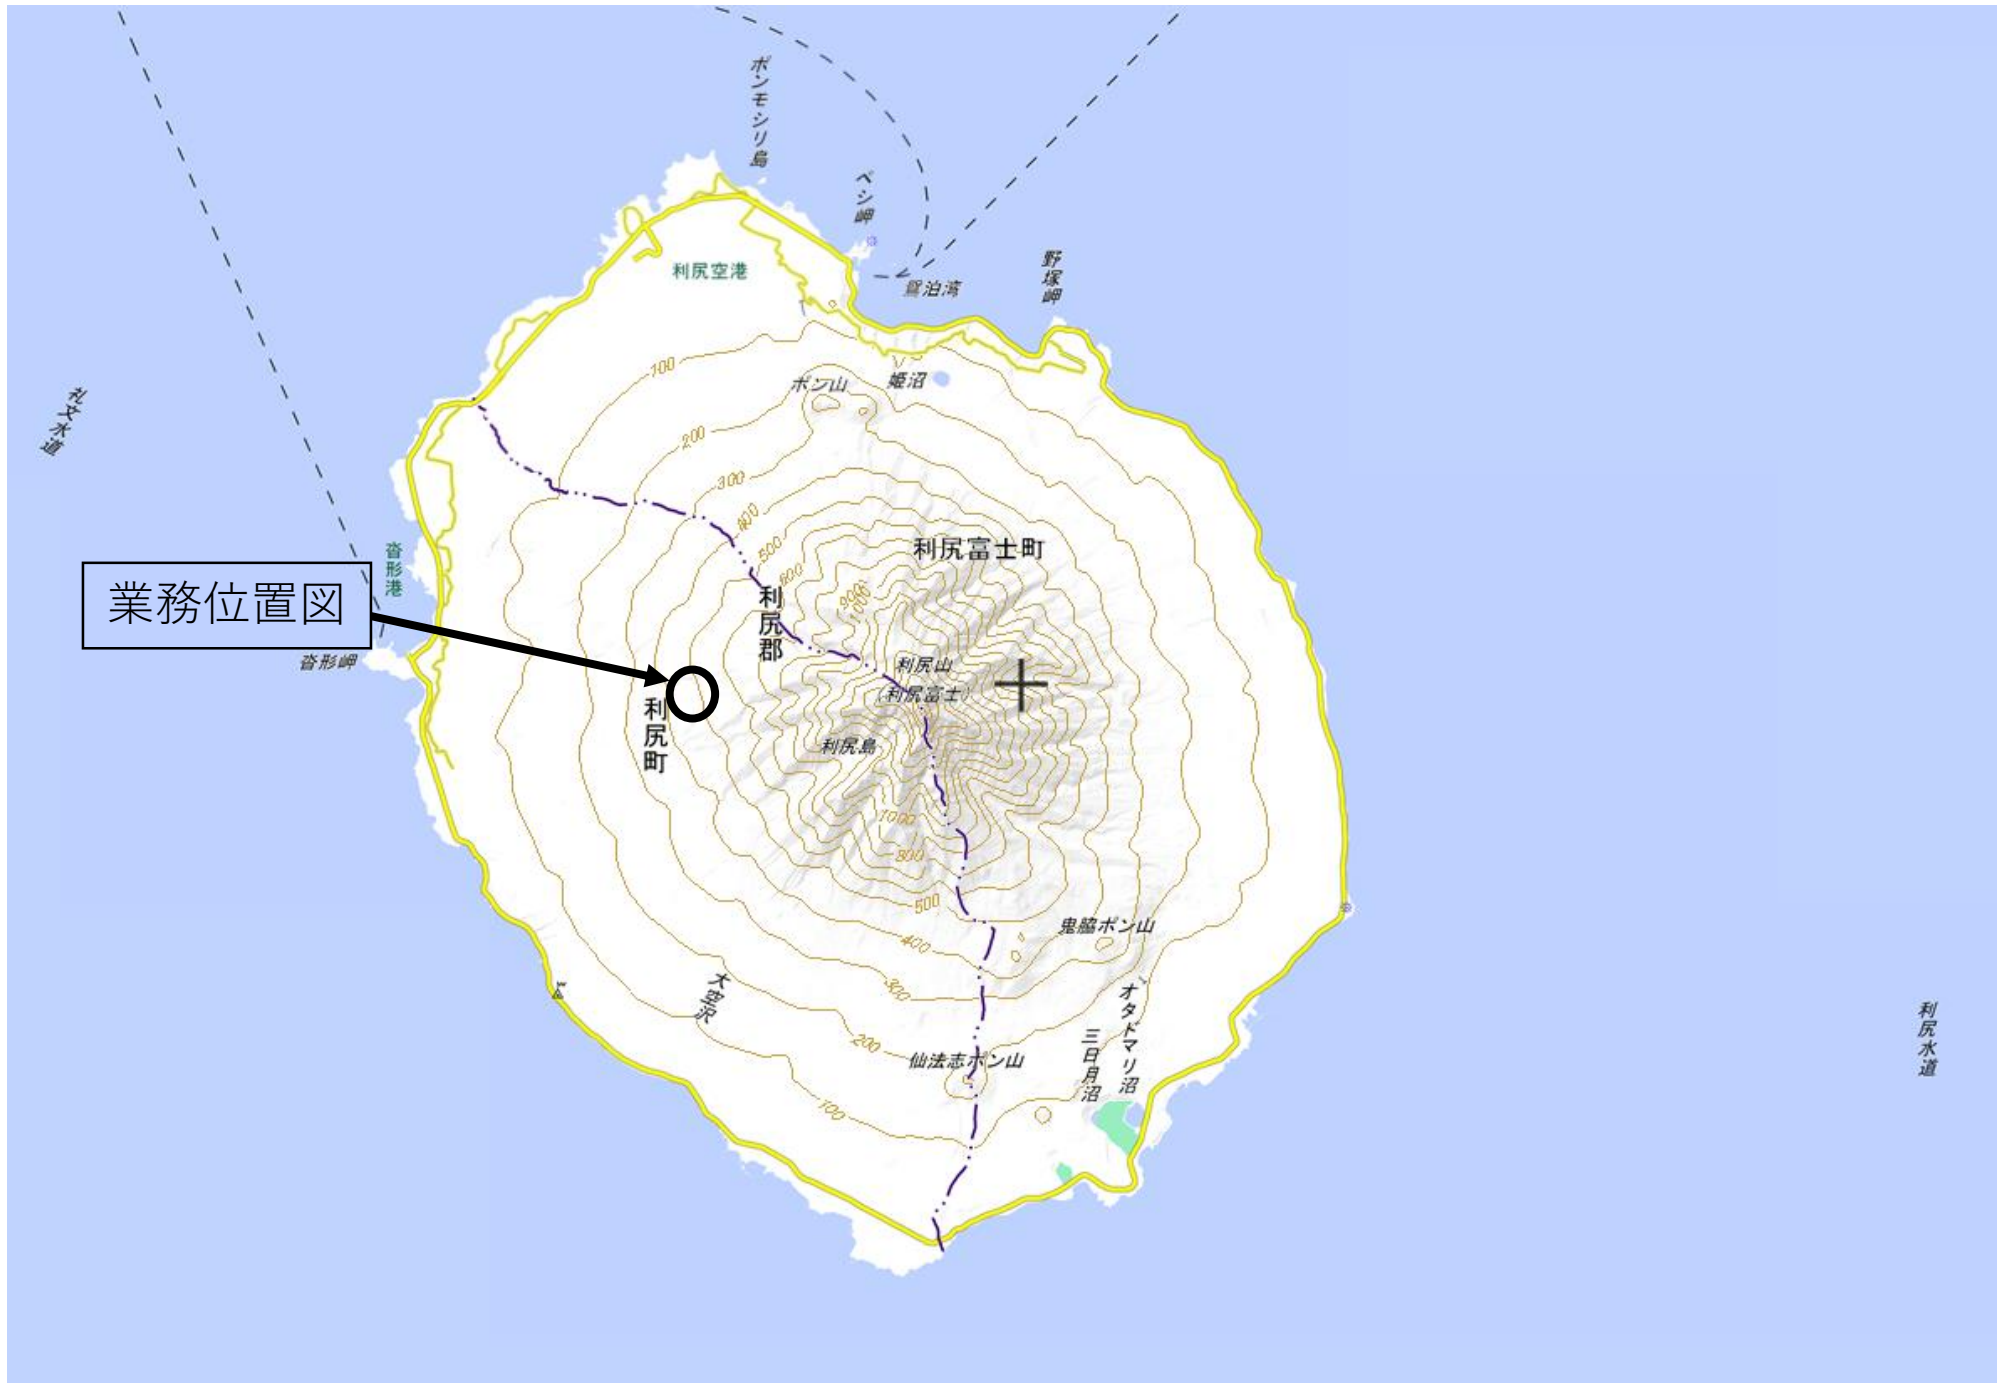 ポンモシリ島
ペシ岬
野塚岬
利尻空港
鴛泊湾
100
ポン山
姫沼
礼文水道
200
300
400
500
600
900
1000
利尻富士町
沓形港
業務位置図
利尻郡
沓形岬
利尻山
(利尻富士)
利尻町
利尻島
1000
800
500
400
鬼脇ポン山
300
大空沢
オタドマリ沼
三日月沼
利尻水道
200
仙法志ポン山
100